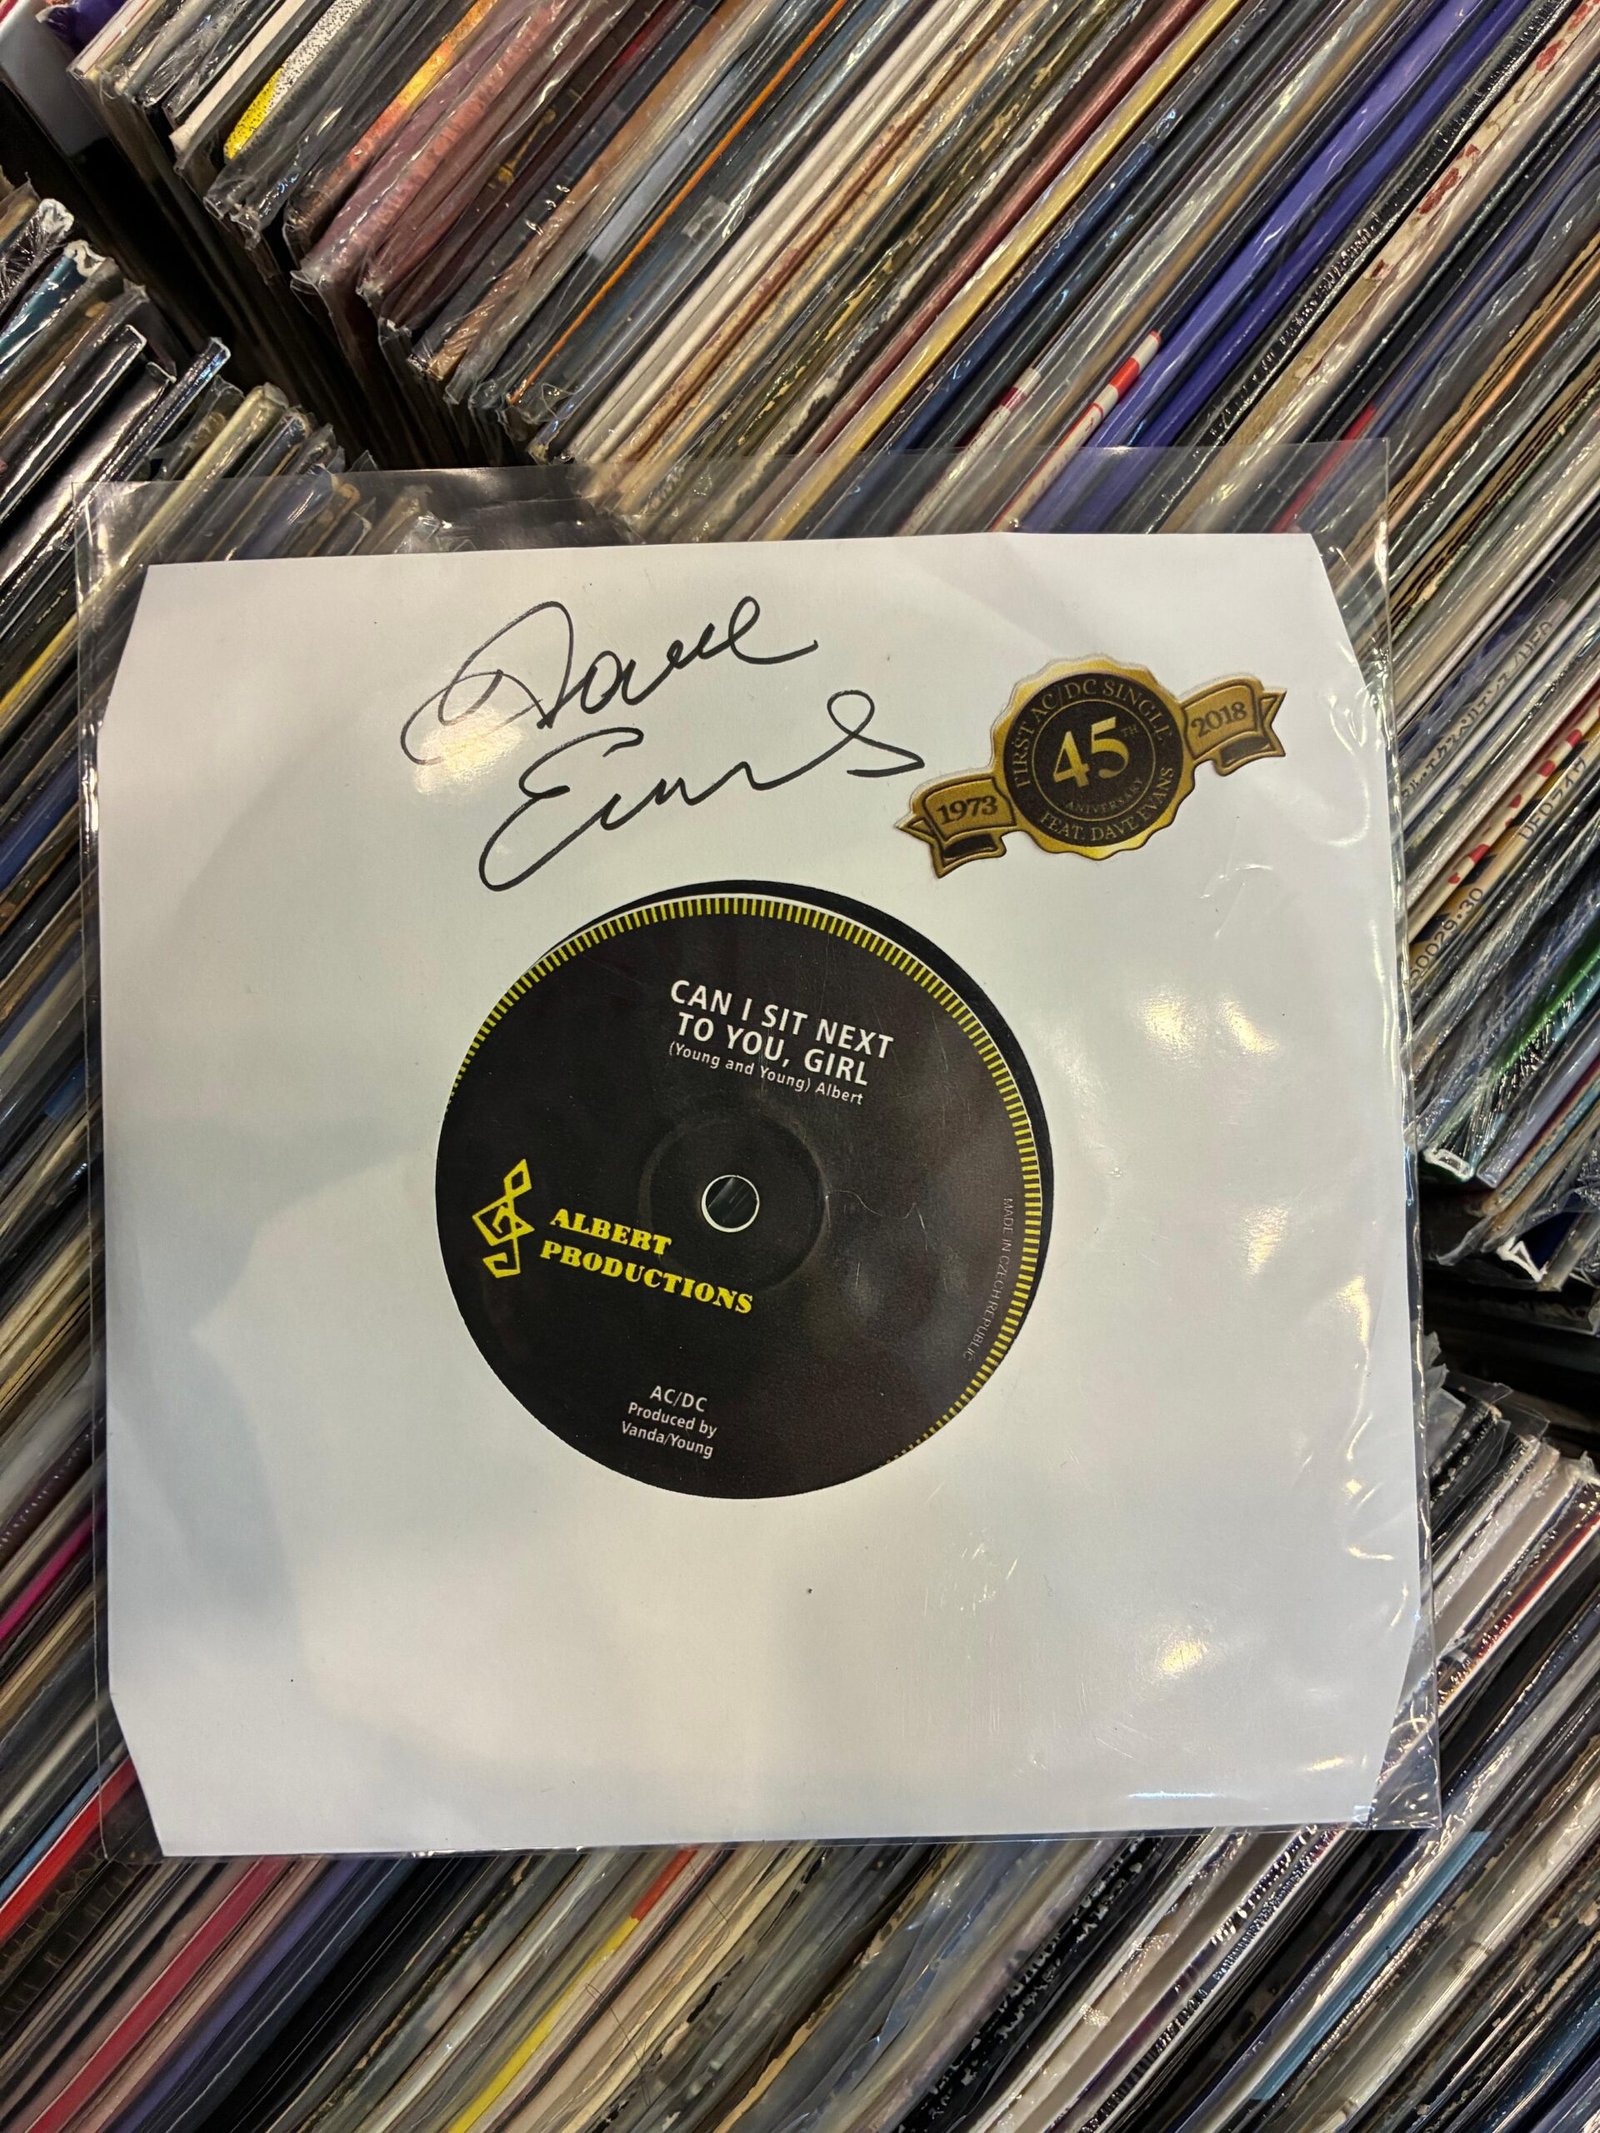 Dave
Evans
FIRST AC/DC SINGLE
45TH
ANIVERSARY
FEAT. DAVE EVANS
1973
2018
CAN I SIT NEXT
TO YOU, GIRL
(Young and Young) Albert
ALBERT
PRODUCTIONS
MADE IN CZECH REPUBLIC
AC/DC
Produced by
Vanda/Young